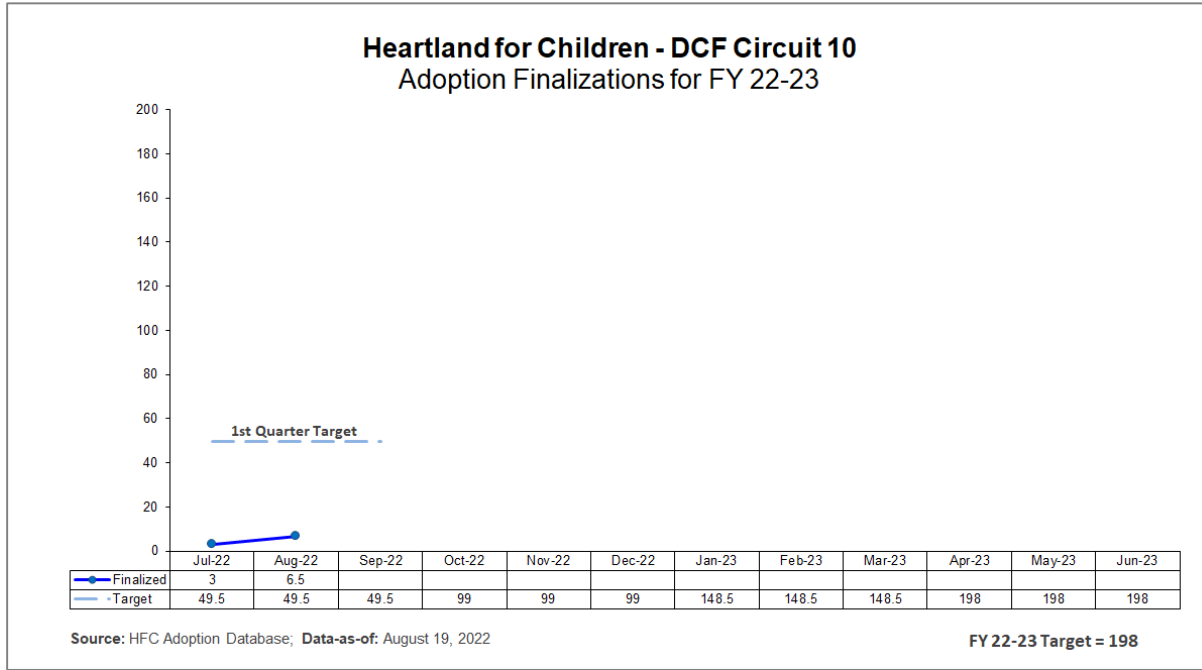 Heartland for Children - DCF Circuit 10
Adoption Finalizations for FY 22-23
200
180
160
140
120
100
80
60
1st Quarter Target
40
20
0
Jul-22 Aug-22 Sep-22 Oct-22 Nov-22 Dec-22 Jan-23 Feb-23 Mar-23 Apr-23 May-23 Jun-23
Finalized 3 6.5
Target 49.5 49.5 49.5 99 99 99 148.5 148.5 148.5 198 198 198
Source: HFC Adoption Database; Data-as-of: August 19, 2022
FY 22-23 Target = 198